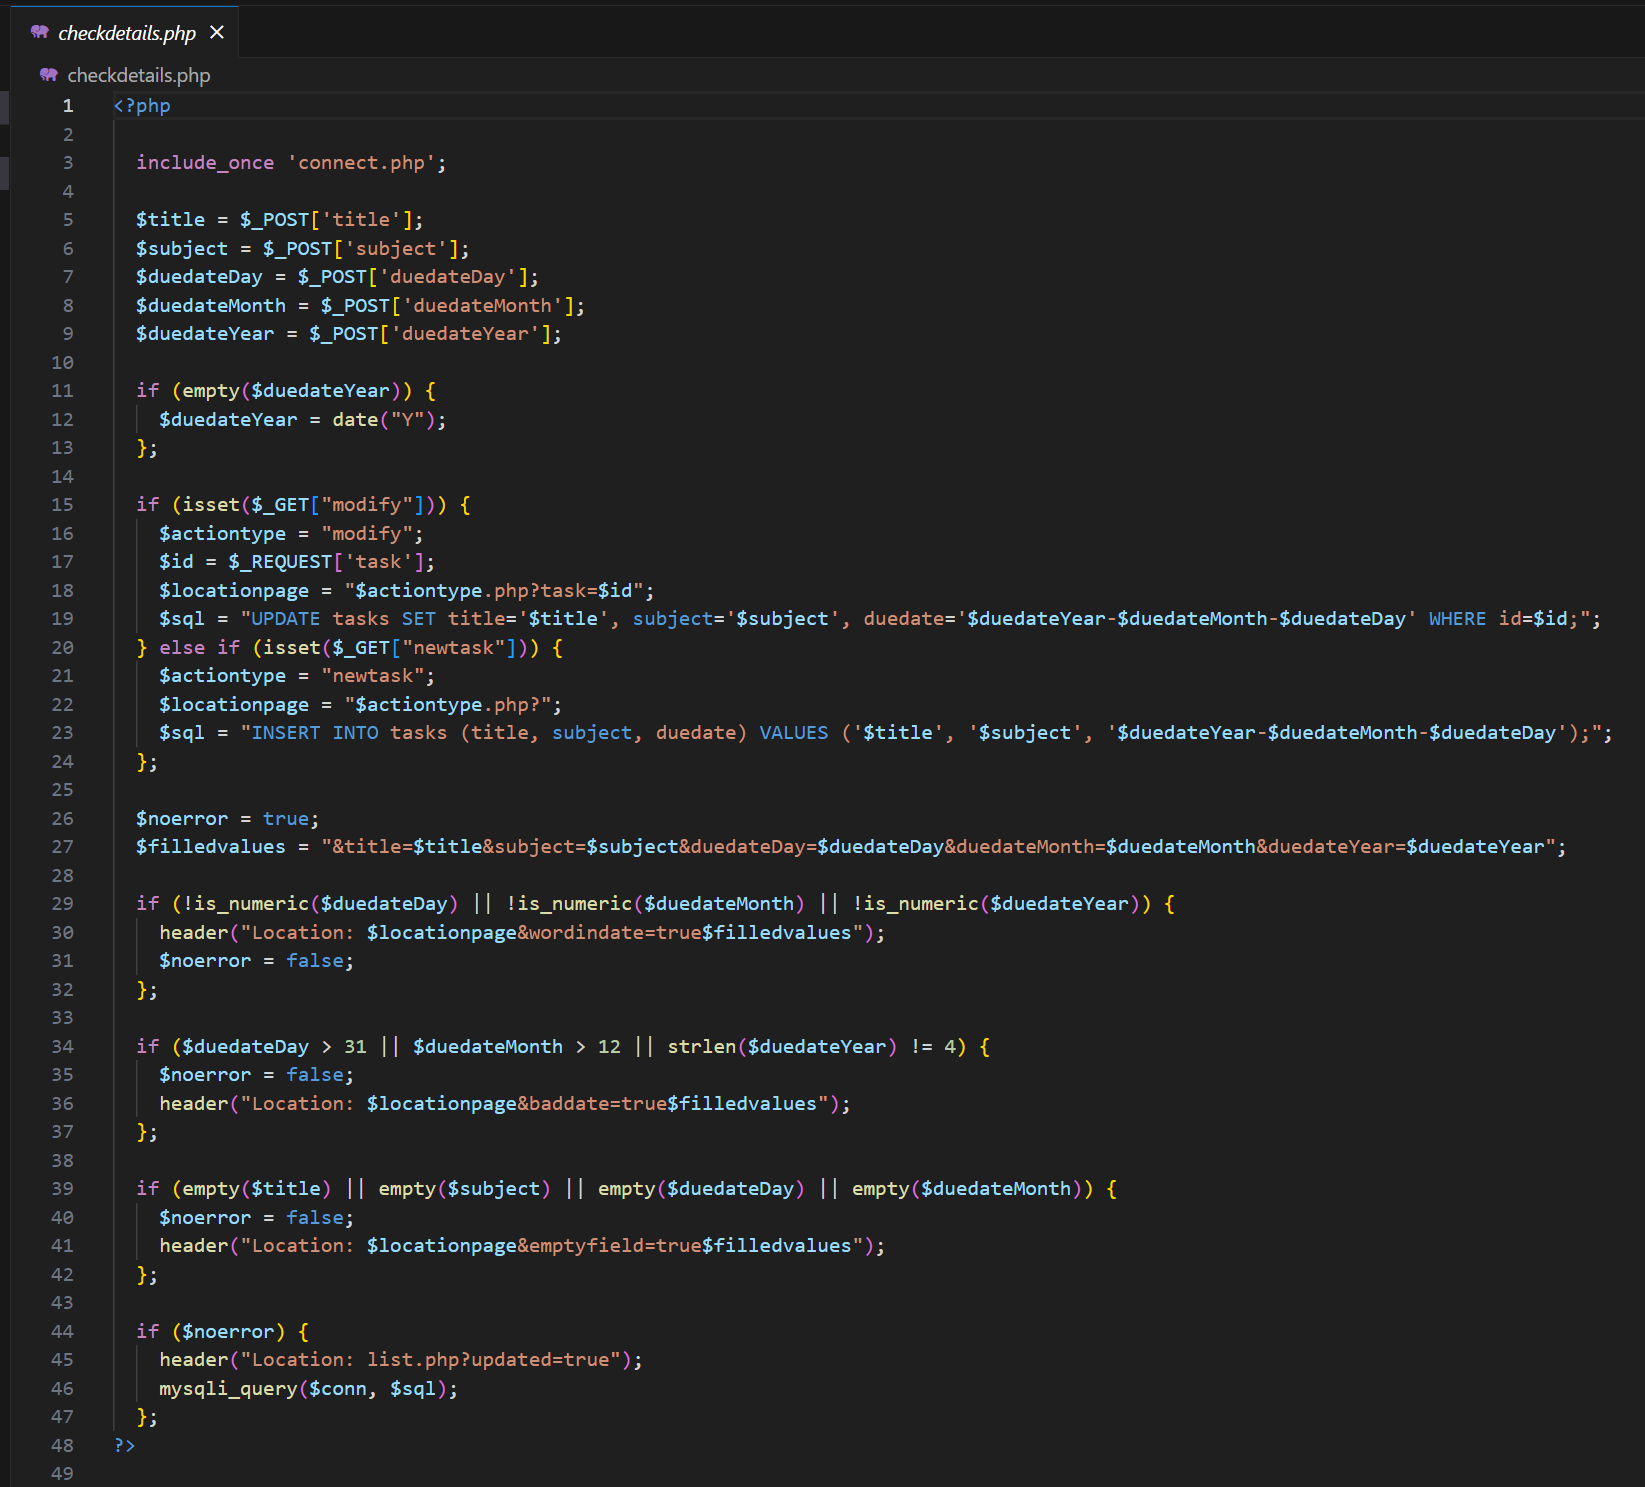 checkdetails.php
checkdetails.php
1 <?php
2
3 include_once 'connect.php';
4
5 $title = $_POST['title'];
6 $subject = $_POST['subject'];
7 $duedateDay = $_POST['duedateDay'];
8 $duedateMonth = $_POST['duedateMonth'];
9 $duedateYear = $_POST['duedateYear'];
10
11 if (empty($duedateYear)) {
12 $duedateYear = date("Y");
13 };
14
15 if (isset($_GET["modify"])) {
16 $actiontype = "modify";
17 $id = $_REQUEST['task'];
18 $locationpage = "$actiontype.php?task=$id";
19 $sql = "UPDATE tasks SET title='$title', subject='$subject', duedate='$duedateYear-$duedateMonth-$duedateDay' WHERE id=$id;";
20 } else if (isset($_GET["newtask"])) {
21 $actiontype = "newtask";
22 $locationpage = "$actiontype.php?";
23 $sql = "INSERT INTO tasks (title, subject, duedate) VALUES ('$title', '$subject', '$duedateYear-$duedateMonth-$duedateDay');";
24 };
25
26 $noerror = true;
27 $filledvalues = "&title=$title&subject=$subject&duedateDay=$duedateDay&duedateMonth=$duedateMonth&duedateYear=$duedateYear";
28
29 if (!is_numeric($duedateDay) || !is_numeric($duedateMonth) || !is_numeric($duedateYear)) {
30 header("Location: $locationpage&wordindate=true$filledvalues");
31 $noerror = false;
32 };
33
34 if ($duedateDay > 31 || $duedateMonth > 12 || strlen($duedateYear) != 4) {
35 $noerror = false;
36 header("Location: $locationpage&baddate=true$filledvalues");
37 };
38
39 if (empty($title) || empty($subject) || empty($duedateDay) || empty($duedateMonth)) {
40 $noerror = false;
41 header("Location: $locationpage&emptyfield=true$filledvalues");
42 };
43
44 if ($noerror) {
45 header("Location: list.php?updated=true");
46 mysqli_query($conn, $sql);
47 };
48 ?>
49